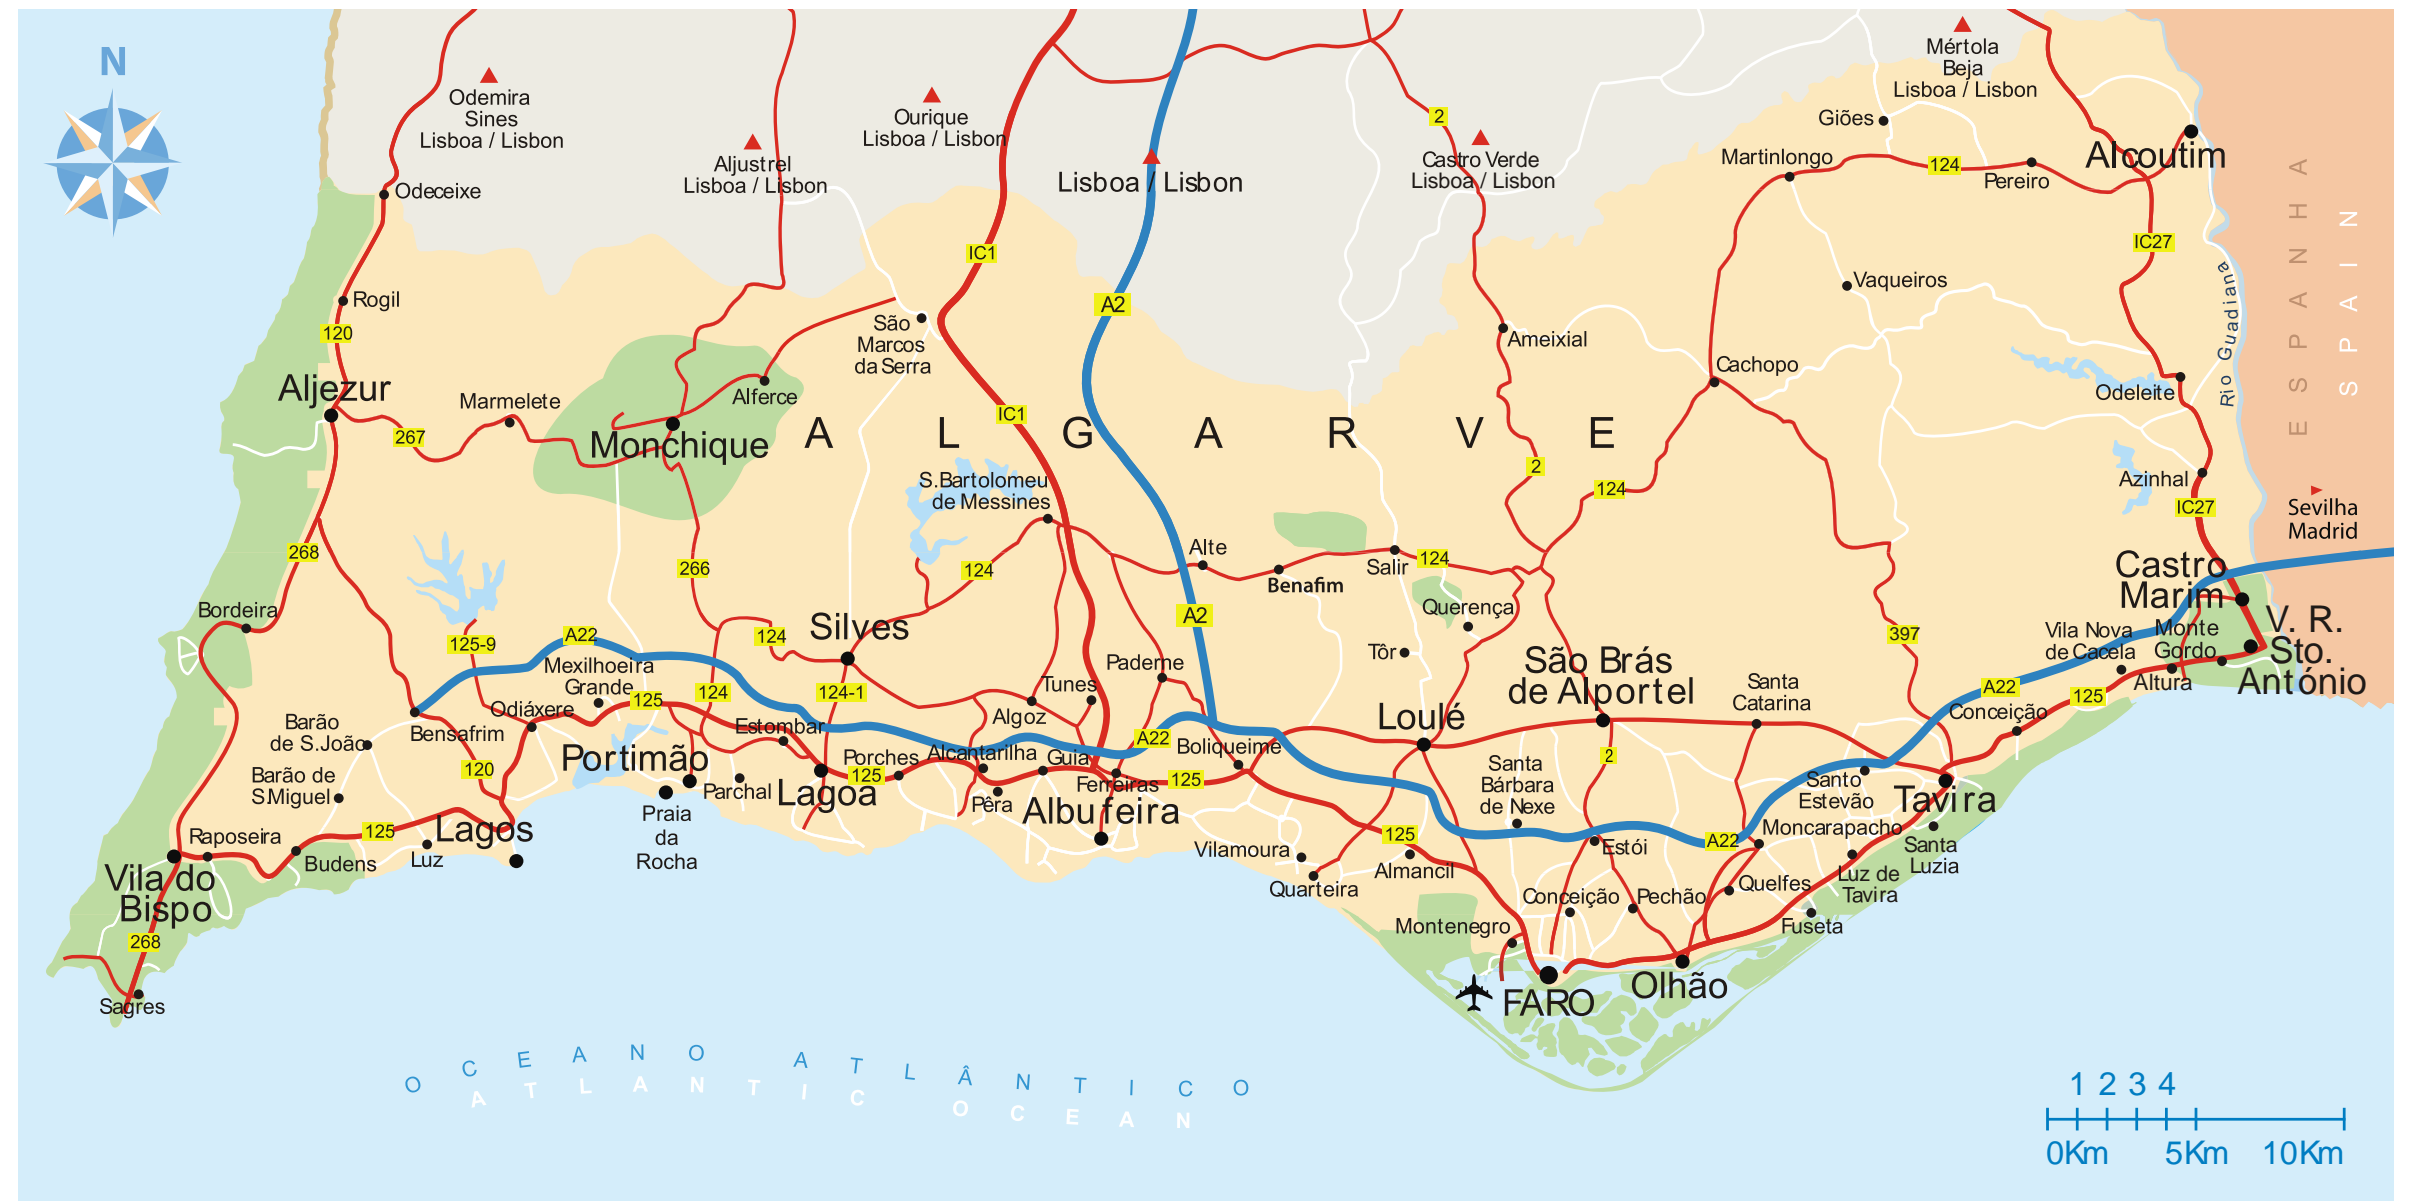 N
Odemira
Sines
Lisboa / Lisbon
Aljustrel
Lisboa / Lisbon
Ourique
Lisboa / Lisbon
Lisboa / Lisbon
2
Castro Verde
Lisboa / Lisbon
Mértola
Beja
Lisboa / Lisbon
Giões
Martinlongo
124
Pereiro
Alcoutim
Odeceixe
IC1
IC27
Rogil
120
A2
Vaqueiros
Rio Guadiana
ESPANHA
SPAIN
São
Marcos
da Serra
Ameixial
Cachopo
Aljezur
Marmelete
267
Alferce
Monchique
IC1
ALGARVE
Odeleite
2
124
S.Bartolomeu
de Messines
Azinhal
IC27
Sevilha
Madrid
268
266
124
Alte
Benafim
Salir
124
Castro
Marim
Bordeira
125-9
A22
124
Silves
A2
Querença
397
Vila Nova
de Cacela
Monte
Gordo
V. R.
Sto.
António
Mexilhoeira
Grande
125
124
124-1
Paderne
Tôr
São Brás
de Alportel
Santa
Catarina
A22
125
Altura
Tunes
Algoz
Odiáxere
Barão
de S.João
Bensafrim
Estombar
Loulé
Conceição
Portimão
Porches
Alcantarilha
Guia
A22
Boliqueime
2
Barão de
S.Miguel
120
Parchal
Lagoa
125
Pêra
Ferreiras
125
Santa
Bárbara
de Nexe
Santo
Estevão
Tavira
Albufeira
Praia
da
Rocha
Raposeira
125
Lagos
Budens
Luz
Vilamoura
125
Almancil
Quarteira
Estói
A22
Moncarapacho
Santa
Luzia
Luz de
Tavira
Vila do
Bispo
Conceição
Pechão
Quelfes
Fuseta
Montenegro
268
Sagres
FARO
Olhão
OCEANO ATLÂNTICO
ATLANTIC OCEAN
1 2 3 4
0Km 5Km 10Km